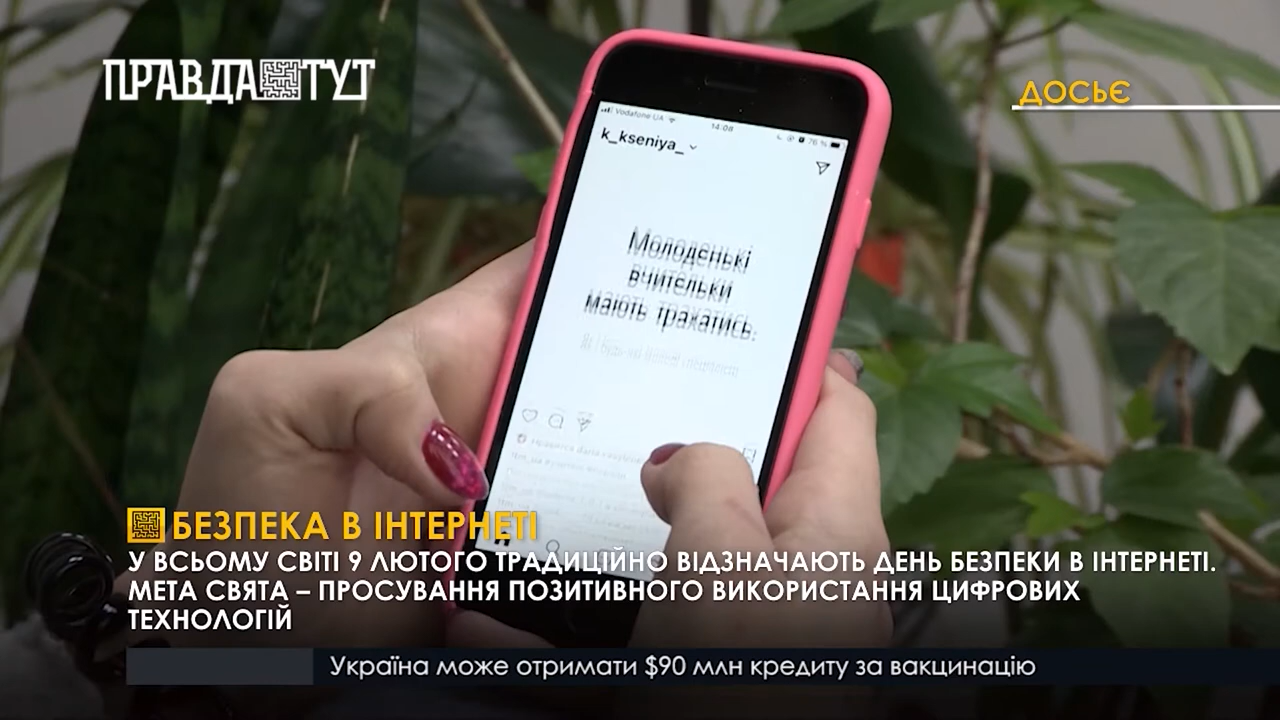 ПРАВДА ТУТ
ДОСЬЄ
Vodafone UA 14:08 76 %
k_kseniya_
Молоденькі
вчительки
мають трахатись.
БЕЗПЕКА В ІНТЕРНЕТІ
У ВСЬОМУ СВІТІ 9 ЛЮТОГО ТРАДИЦІЙНО ВІДЗНАЧАЮТЬ ДЕНЬ БЕЗПЕКИ В ІНТЕРНЕТІ.
МЕТА СВЯТА – ПРОСУВАННЯ ПОЗИТИВНОГО ВИКОРИСТАННЯ ЦИФРОВИХ
ТЕХНОЛОГІЙ
Україна може отримати $90 млн кредиту за вакцинацію